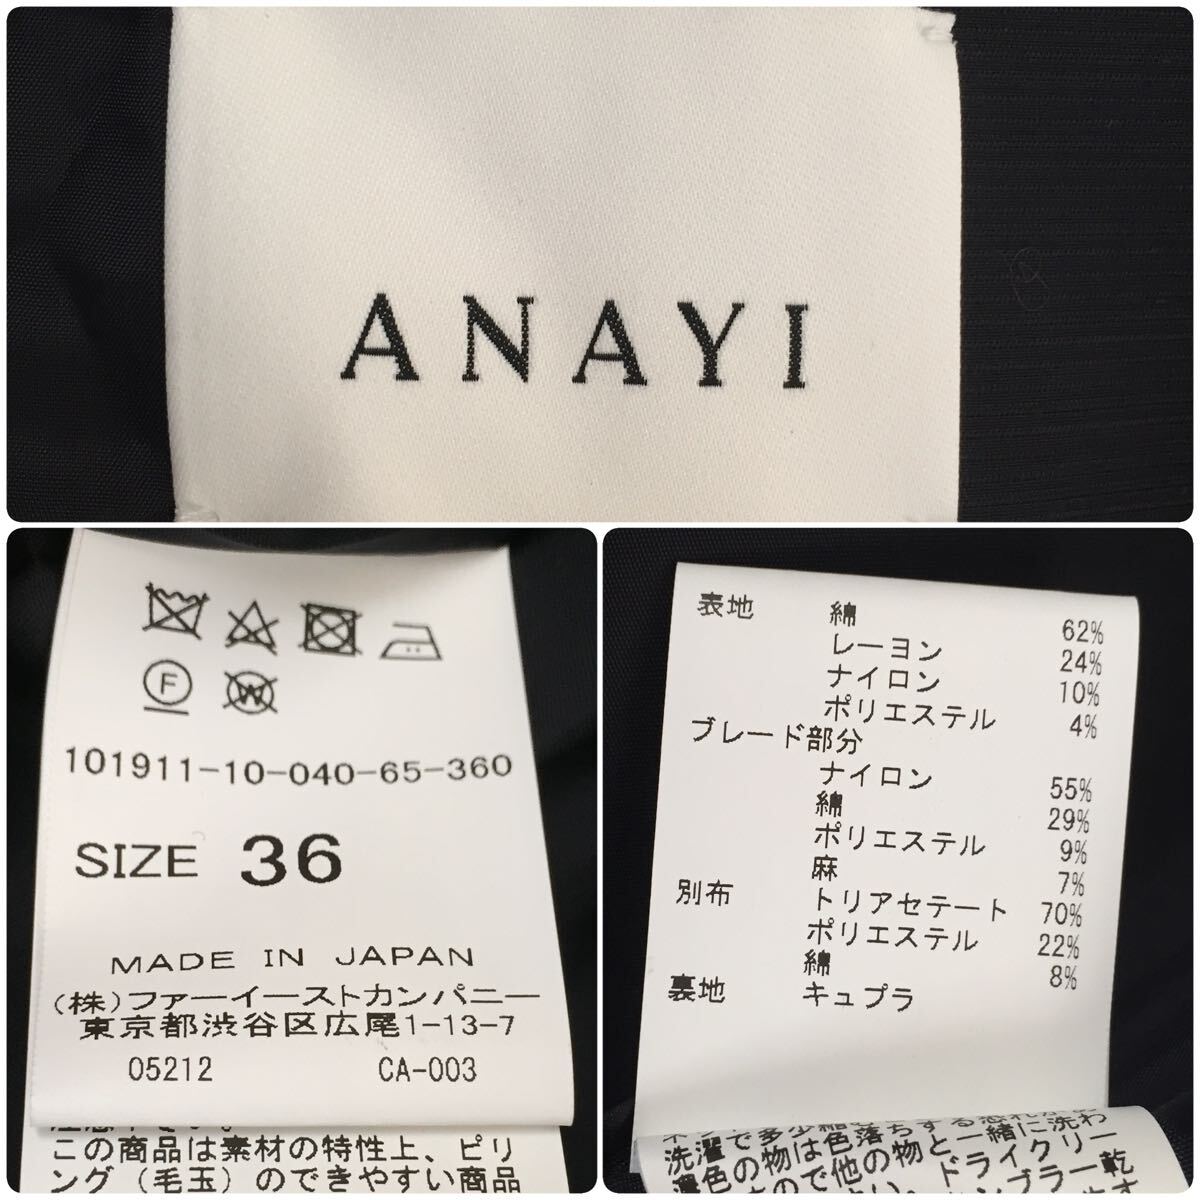 ANAYI
F
W
101911-10-040-65-360
SIZE 36
MADE IN JAPAN
(株)ファーイーストカンパニー
東京都渋谷区広尾1-13-7
05212 CA-003
この商品は素材の特性上、ピリ
ング(毛玉)のできやすい商品
表地 綿 62%
レーヨン 24%
ナイロン 10%
ポリエステル 4%
ブレード部分
ナイロン 55%
綿 29%
ポリエステル 9%
麻 7%
別布 トリアセテート 70%
ポリエステル 22%
綿 8%
裏地 キュプラ
洗濯で多少
濃色の物は色落ちする恐れが
ので他の物と一緒に洗わ
ドライクリー
ンブラー乾